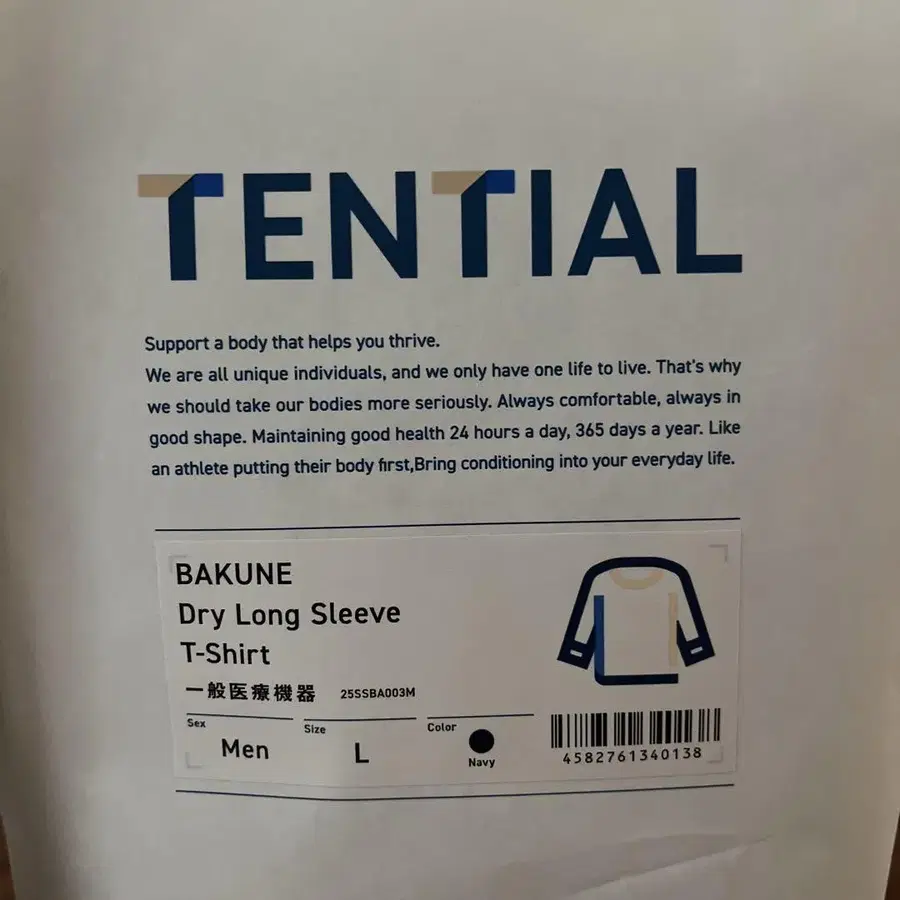 TENTIAL
Support a body that helps you thrive.
We are all unique individuals, and we only have one life to live. That's why
we should take our bodies more seriously. Always comfortable, always in
good shape. Maintaining good health 24 hours a day, 365 days a year. Like
an athlete putting their body first,Bring conditioning into your everyday life.
BAKUNE
Dry Long Sleeve
T-Shirt
一般医療機器 25SSBA003M
Sex Size Color
Men L Navy
4582761340138